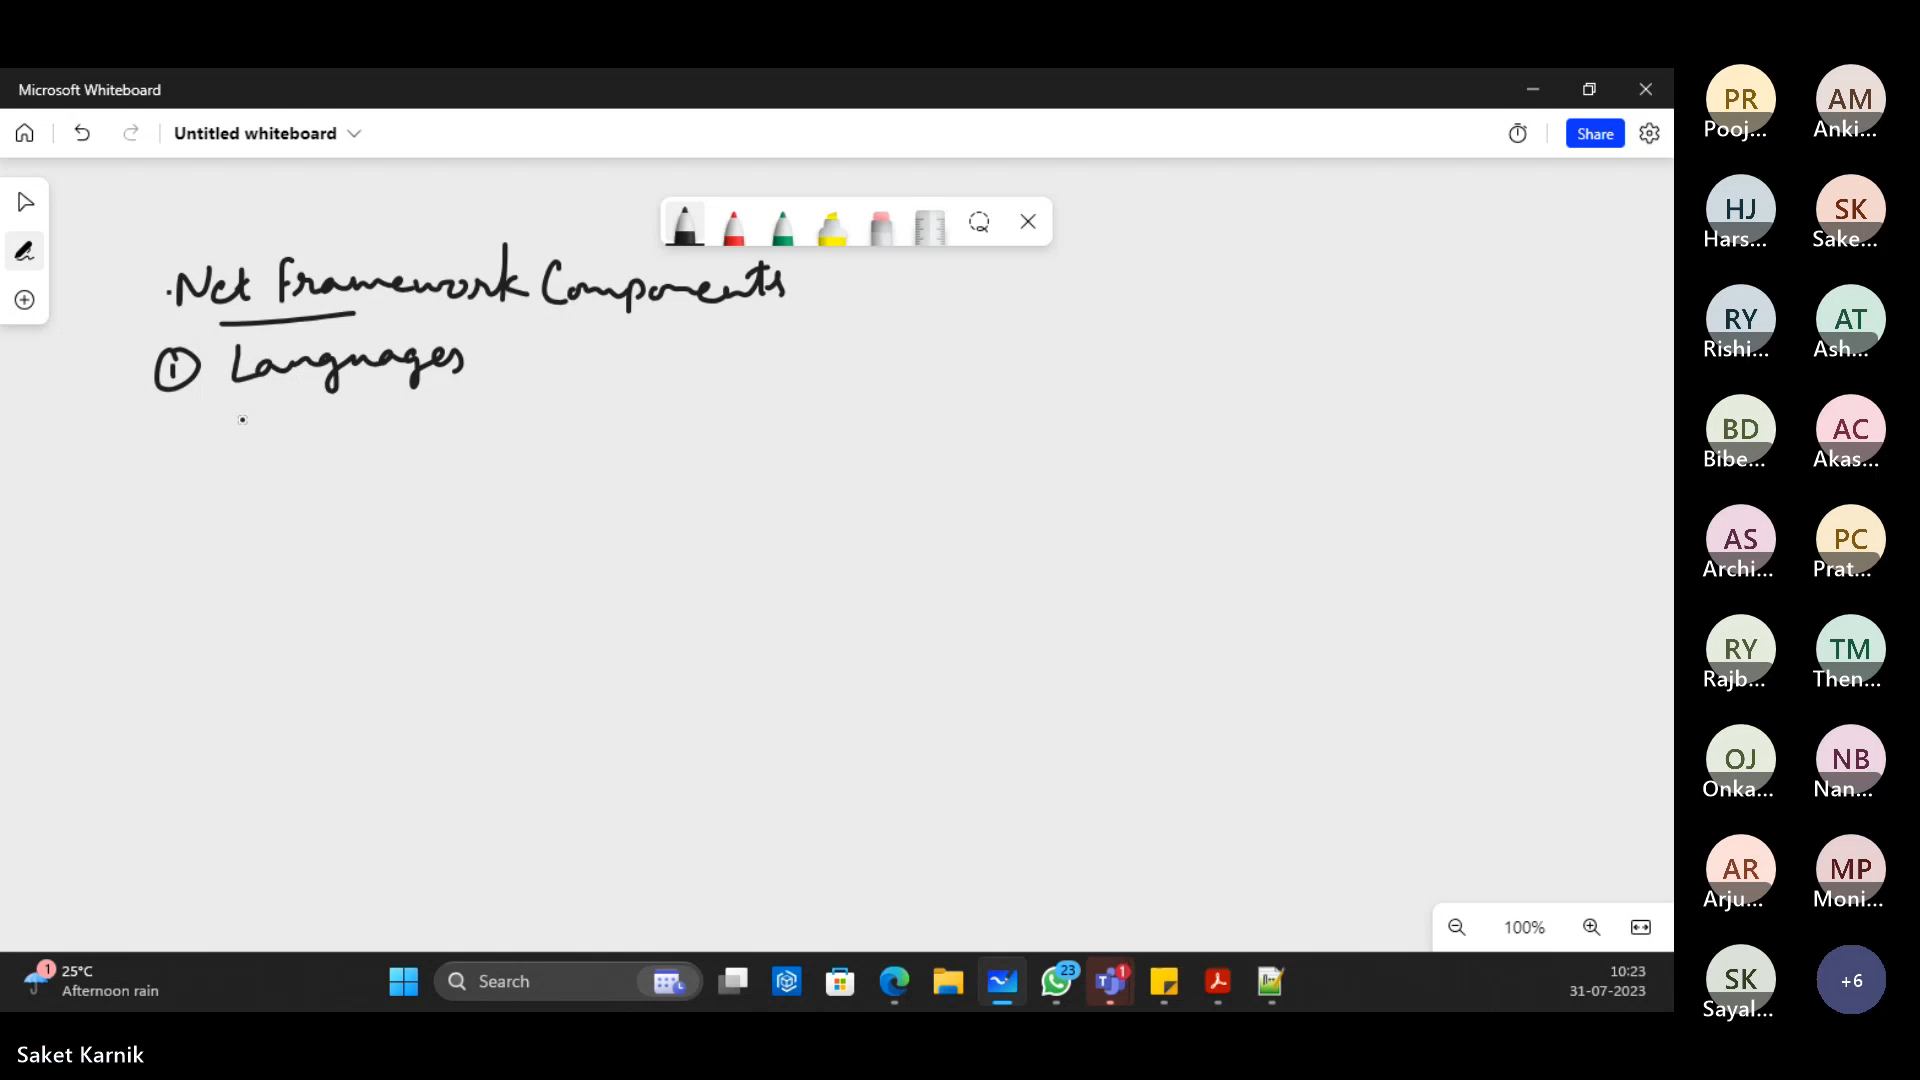 Microsoft Whiteboard
Untitled whiteboard
Share
.Net Framework Components
① Languages
100%
1
25°C
Afternoon rain
Search
23
1
10:23
31-07-2023
Saket Karnik
PR
Pooj...
AM
Anki...
HJ
Hars...
SK
Sake...
RY
Rishi...
AT
Ash...
BD
Bibe...
AC
Akas...
AS
Archi...
PC
Prat...
RY
Rajb...
TM
Then...
OJ
Onka...
NB
Nan...
AR
Arju...
MP
Moni...
SK
Sayal...
+6